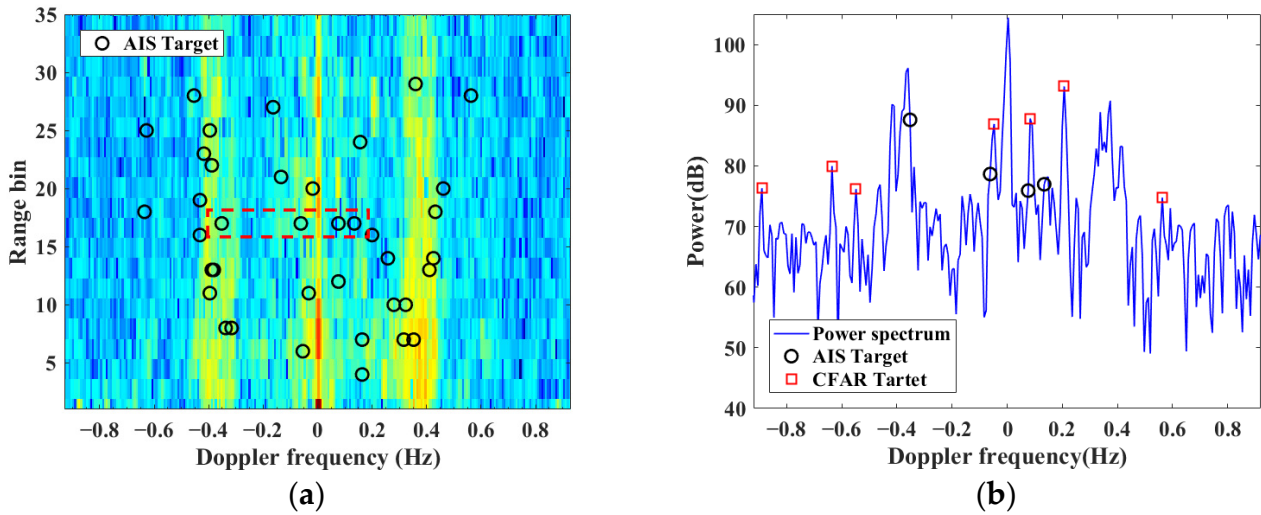 35
30
25
20
15
10
5
Range bin
AIS Target
−0.8 −0.6 −0.4 −0.2 0 0.2 0.4 0.6 0.8
Doppler frequency (Hz)
(a)
100
90
80
70
60
50
40
Power(dB)
Power spectrum
AIS Target
CFAR Tartet
−0.8 −0.6 −0.4 −0.2 0 0.2 0.4 0.6 0.8
Doppler frequency(Hz)
(b)